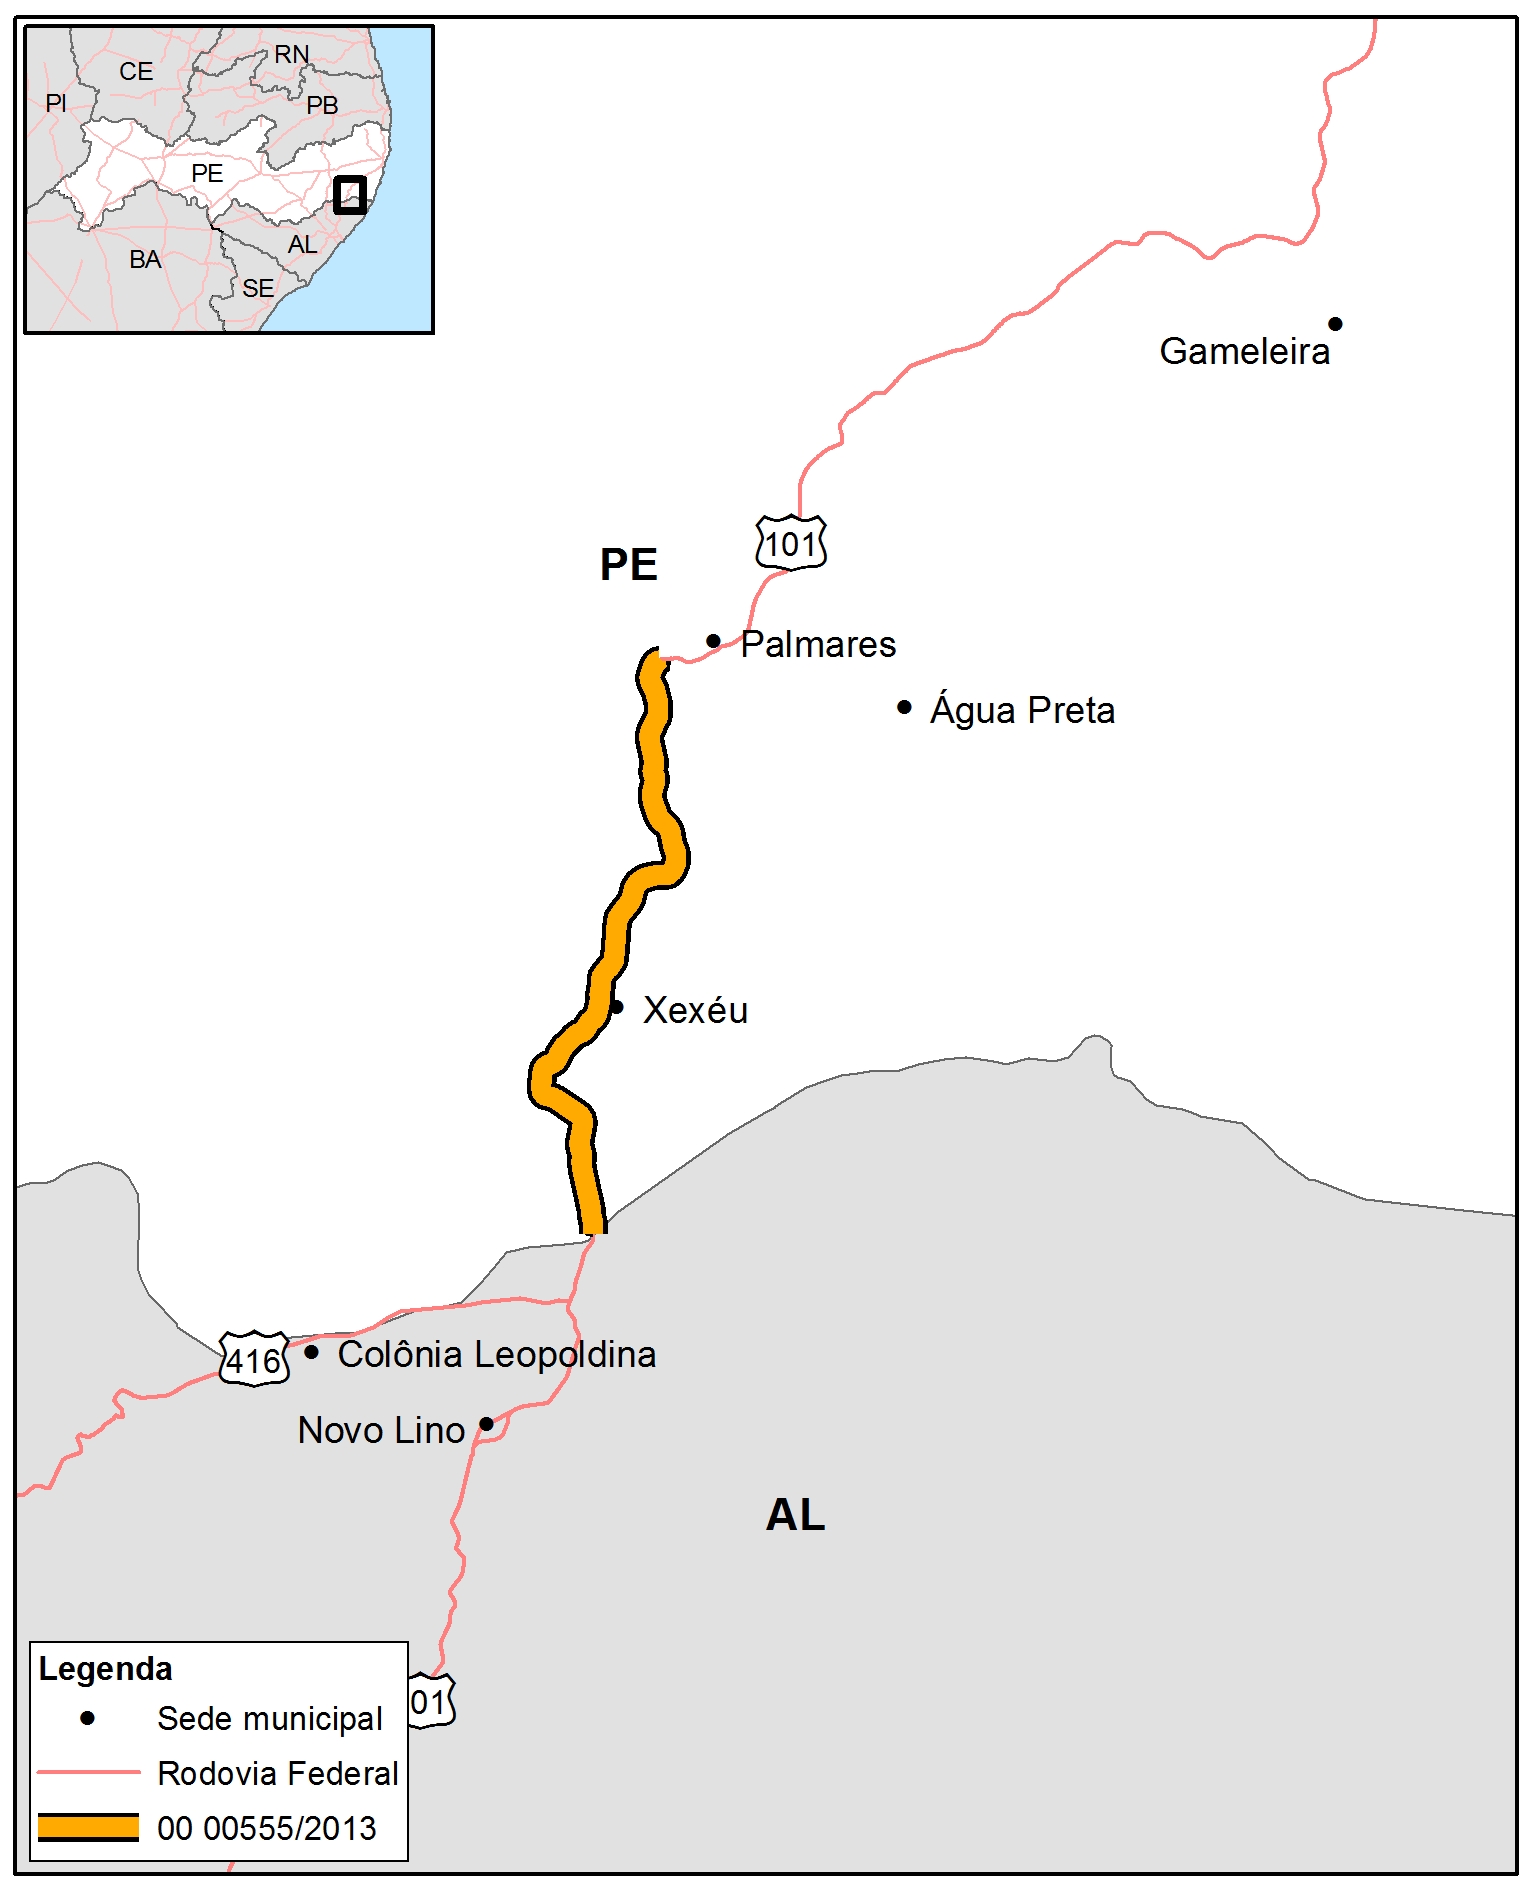 RN
CE
PI
PB
PE
AL
BA
SE
Gameleira
101
PE
Palmares
Água Preta
Xexéu
416
Colônia Leopoldina
Novo Lino
AL
Legenda
Sede municipal
01
Rodovia Federal
00 00555/2013